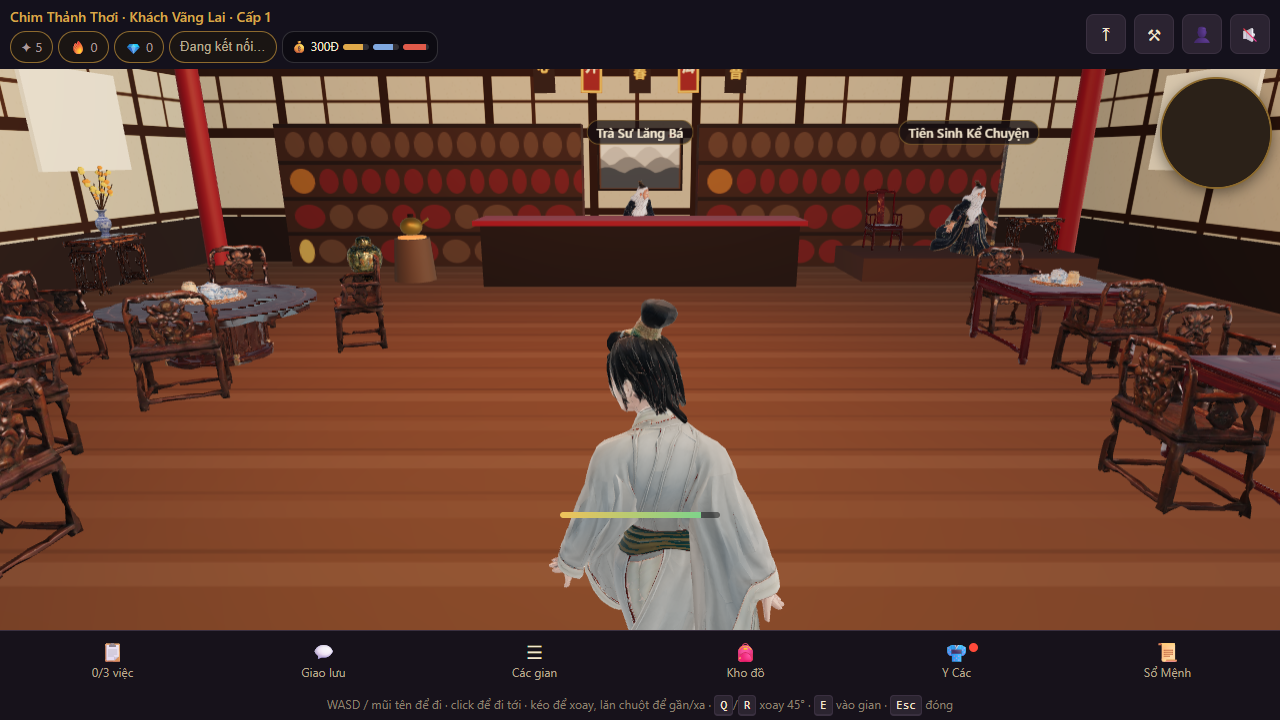 Chim Thảnh Thơi · Khách Vãng Lai · Cấp 1
5
0
0
Đang kết nối…
300Đ
春
Trà Sư Lăng Bá
Tiên Sinh Kể Chuyện
0/3 việc
Giao lưu
Các gian
Kho đồ
Y Các
Sổ Mệnh
WASD / mũi tên để đi · click để đi tới · kéo để xoay, lăn chuột để gần/xa · Q / R xoay 45° · E vào gian · Esc đóng